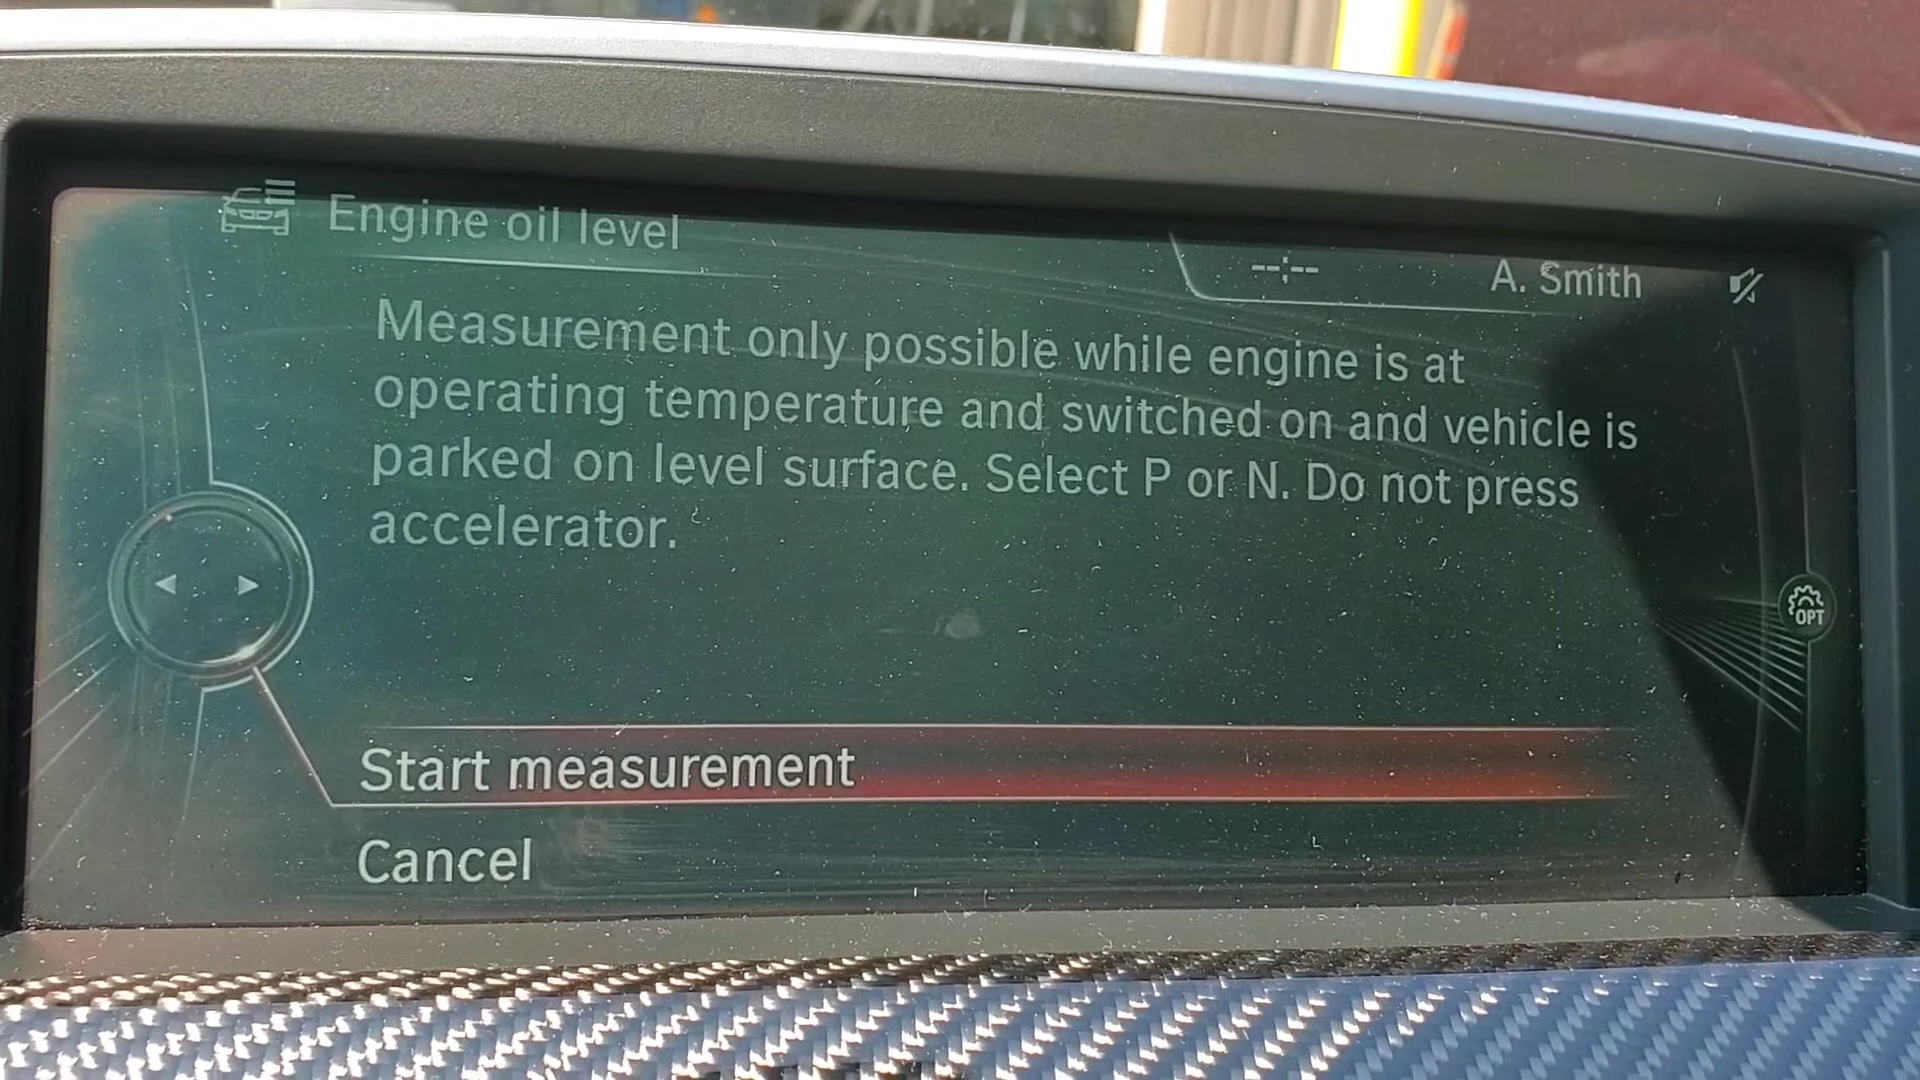 Engine oil level
--:-- A. Smith
Measurement only possible while engine is at
operating temperature and switched on and vehicle is
parked on level surface. Select P or N. Do not press
accelerator.
OPT
Start measurement
Cancel